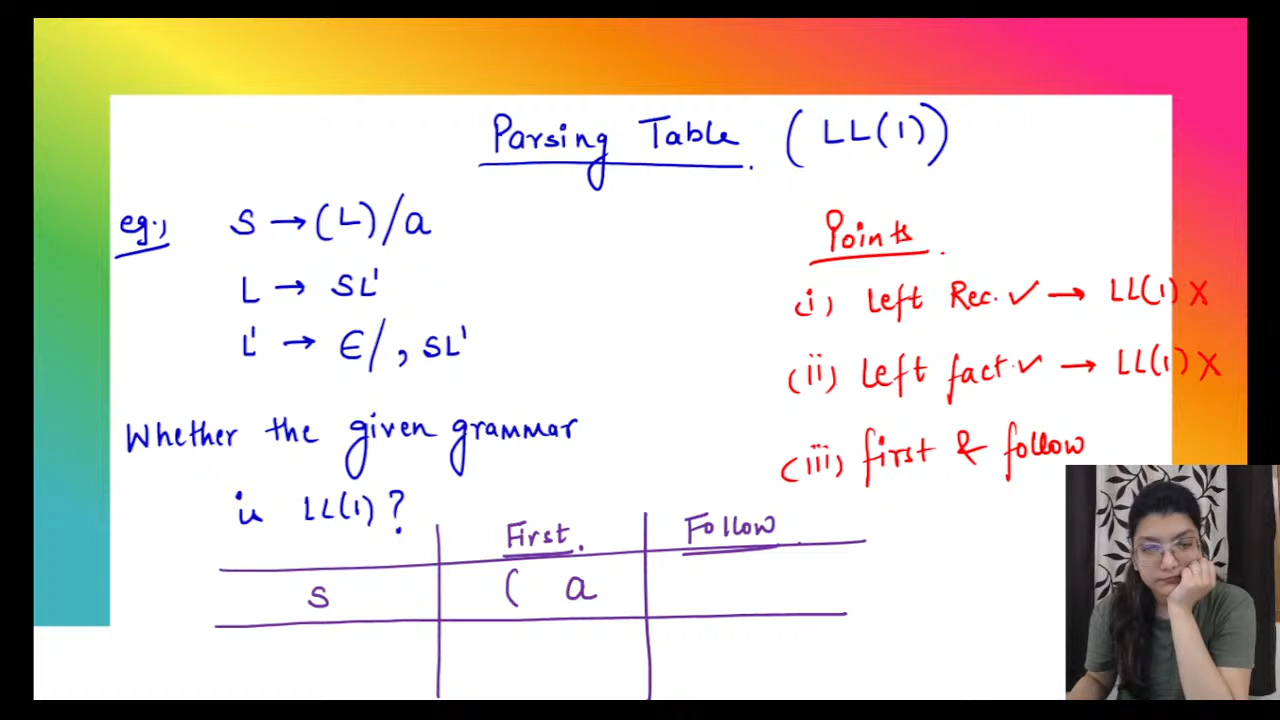 Parsing Table (LL(1))
eg:, S → (L)/a
L → SL'
L' → ϵ/, SL'
Whether the given grammar
is LL(1)?
Points
(i) Left Rec. ✓ → LL(1) X
(ii) Left fact. ✓ → LL(1) X
(iii) first & follow
First. Follow
S ( a